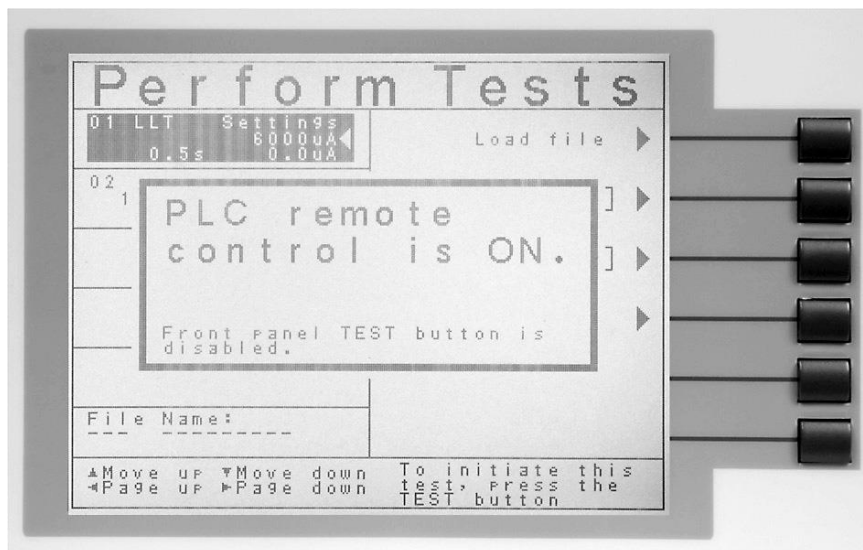 Perform Tests
01 LLT Settings
6000uA
0.5s 0.0uA
Load file
02
1
]
]
PLC remote
control is ON.
Front panel TEST button is
disabled.
File Name:
--- ---------
▲Move up ▼Move down
◄Page up ►Page down
To initiate this
test, press the
TEST button